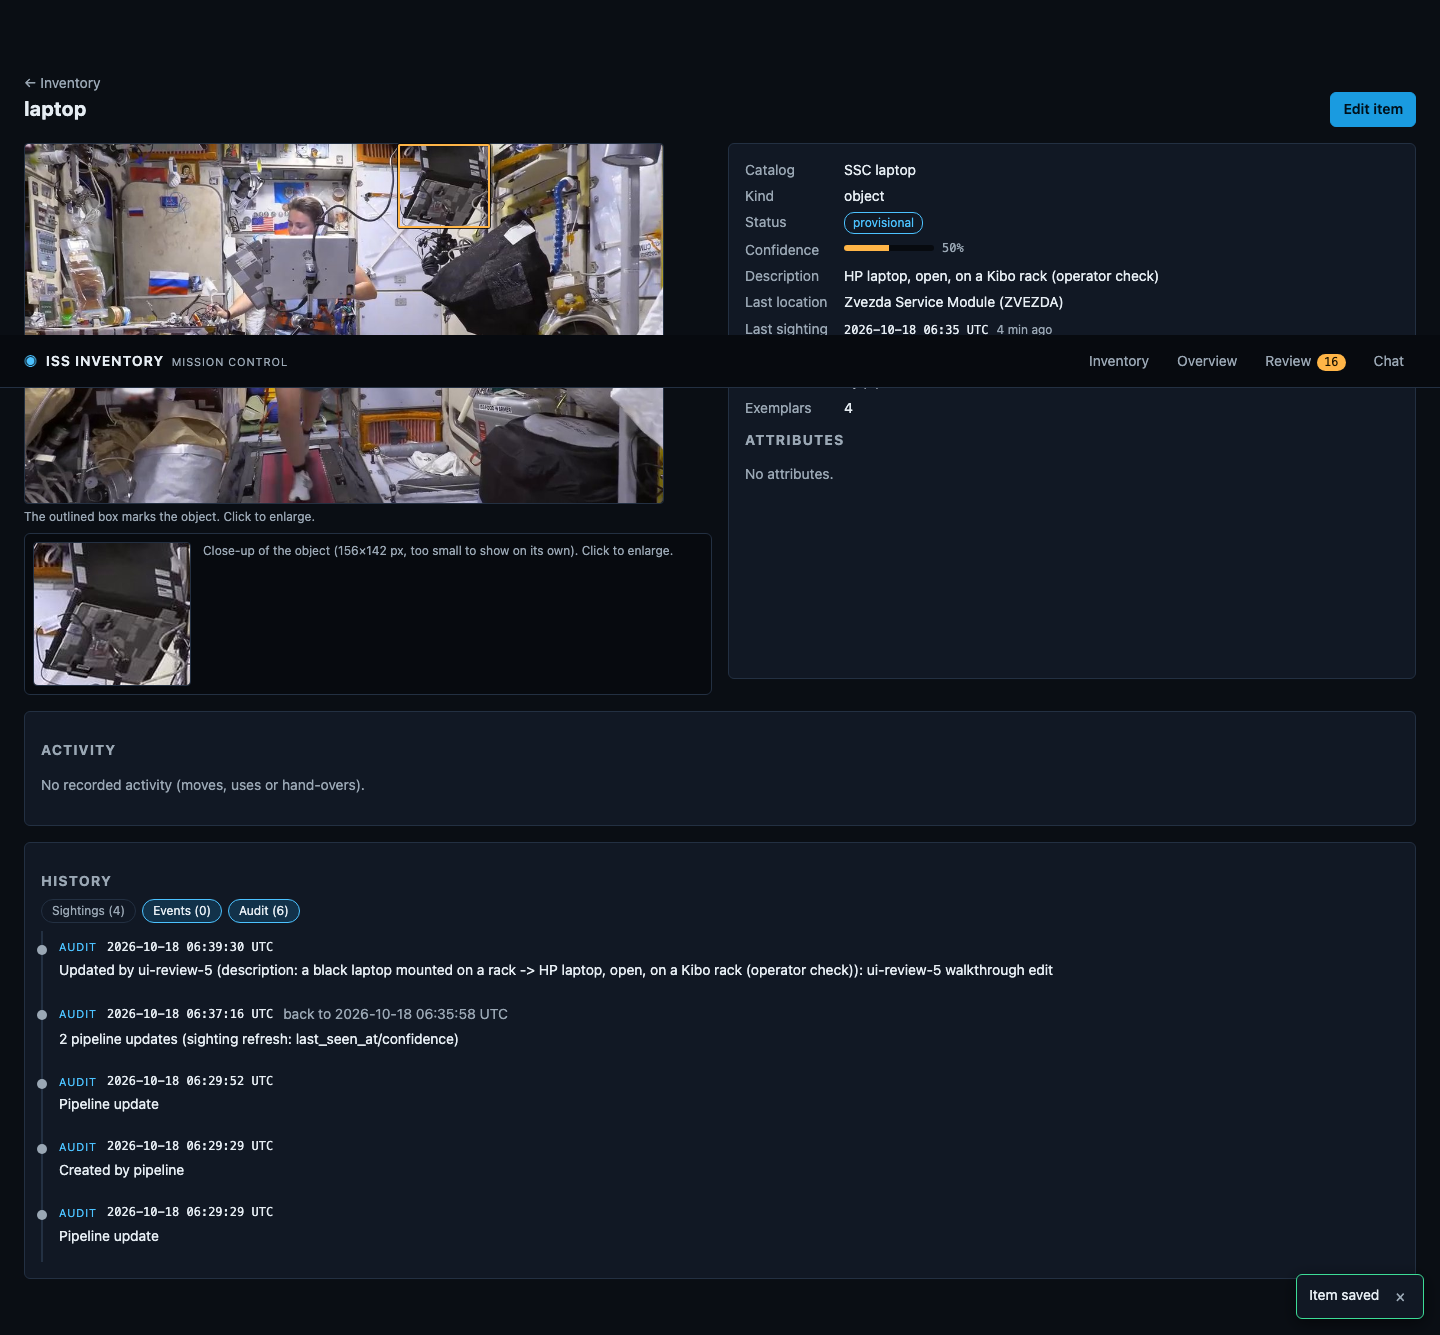 ← Inventory
laptop
Edit item
Catalog SSC laptop
Kind object
Status provisional
Confidence 50%
Description HP laptop, open, on a Kibo rack (operator check)
Last location Zvezda Service Module (ZVEZDA)
Last sighting 2026-10-18 06:35 UTC 4 min ago
ISS INVENTORY MISSION CONTROL
Inventory Overview Review 16 Chat
Exemplars 4
ATTRIBUTES
No attributes.
The outlined box marks the object. Click to enlarge.
Close-up of the object (156×142 px, too small to show on its own). Click to enlarge.
ACTIVITY
No recorded activity (moves, uses or hand-overs).
HISTORY
Sightings (4) Events (0) Audit (6)
AUDIT 2026-10-18 06:39:30 UTC
Updated by ui-review-5 (description: a black laptop mounted on a rack -> HP laptop, open, on a Kibo rack (operator check)): ui-review-5 walkthrough edit
AUDIT 2026-10-18 06:37:16 UTC back to 2026-10-18 06:35:58 UTC
2 pipeline updates (sighting refresh: last_seen_at/confidence)
AUDIT 2026-10-18 06:29:52 UTC
Pipeline update
AUDIT 2026-10-18 06:29:29 UTC
Created by pipeline
AUDIT 2026-10-18 06:29:29 UTC
Pipeline update
Item saved ×